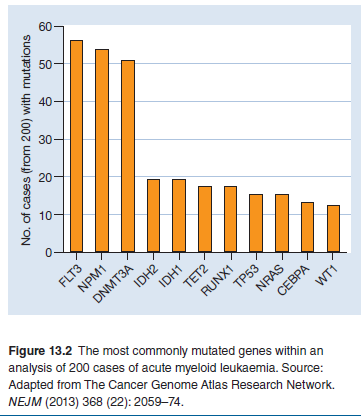 No. of cases (from 200) with mutations
60
50
40
30
20
10
0
FLT3
NPM1
DNMT3A
IDH2
IDH1
TET2
RUNX1
TP53
NRAS
CEBPA
WT1
Figure 13.2 The most commonly mutated genes within an
analysis of 200 cases of acute myeloid leukaemia. Source:
Adapted from The Cancer Genome Atlas Research Network.
NEJM (2013) 368 (22): 2059–74.